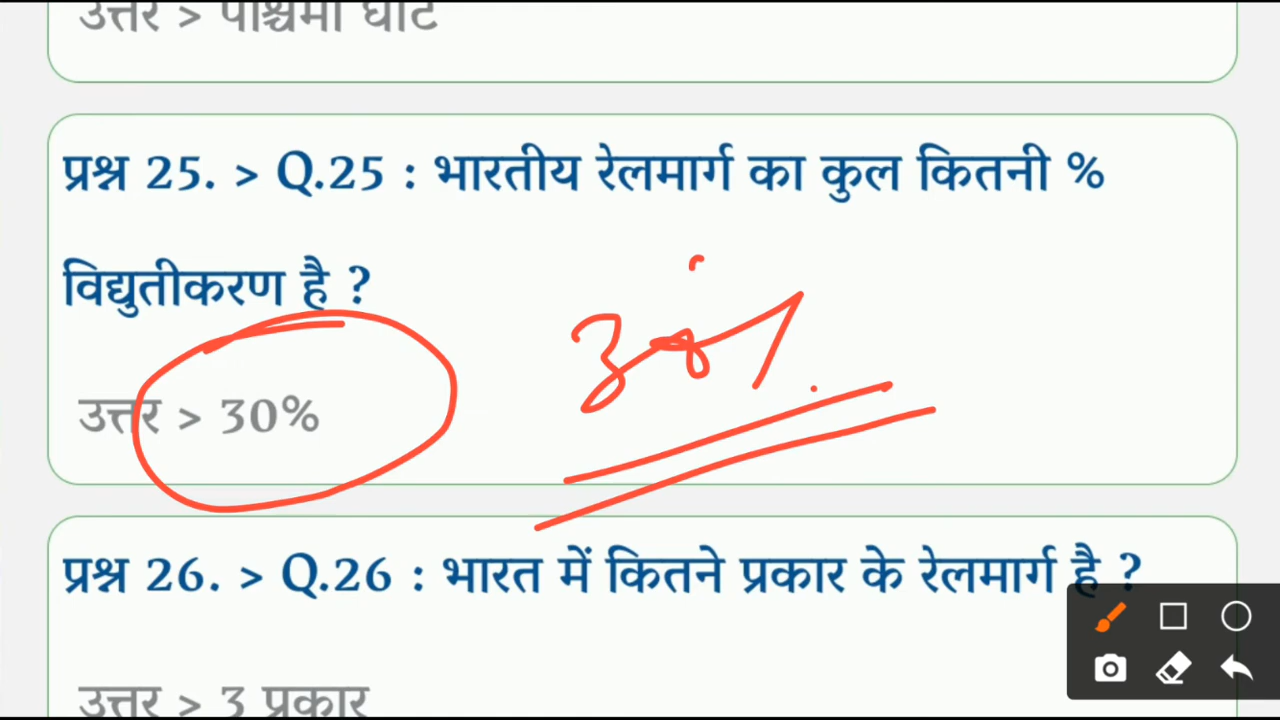 उत्तर > पश्चिमी घाट
प्रश्न 25. > Q.25 : भारतीय रेलमार्ग का कुल कितनी %
विद्युतीकरण है ?
उत्तर > 30%
30%
प्रश्न 26. > Q.26 : भारत में कितने प्रकार के रेलमार्ग है ?
उत्तर > 3 प्रकार